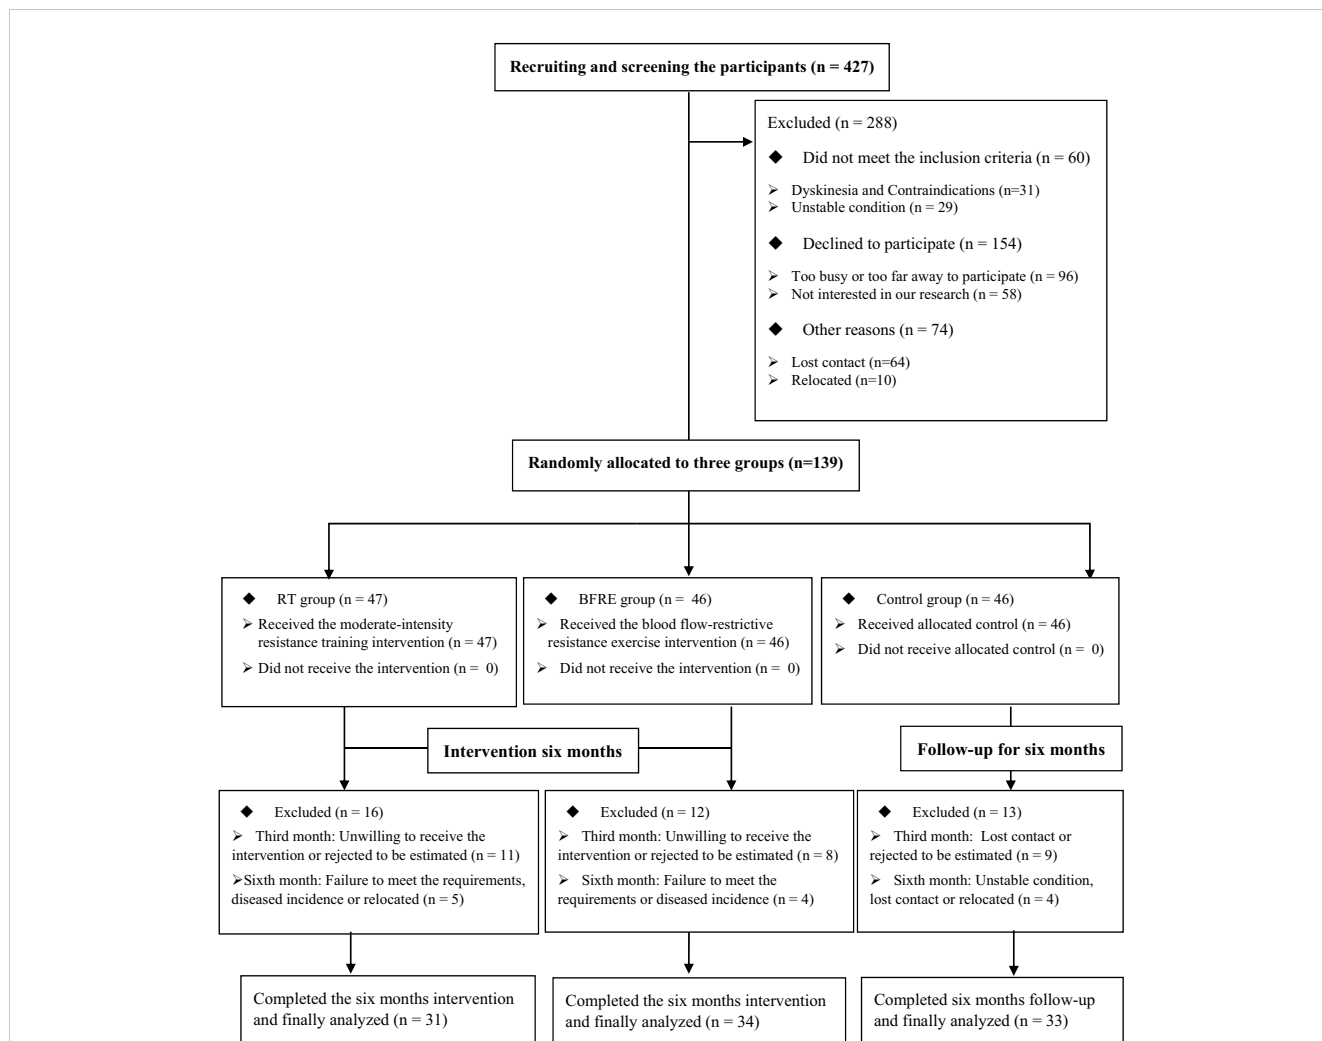 Recruiting and screening the participants (n = 427)
Excluded (n = 288)
◆ Did not meet the inclusion criteria (n = 60)
➢ Dyskinesia and Contraindications (n=31)
➢ Unstable condition (n = 29)
◆ Declined to participate (n = 154)
➢ Too busy or too far away to participate (n = 96)
➢ Not interested in our research (n = 58)
◆ Other reasons (n = 74)
➢ Lost contact (n=64)
➢ Relocated (n=10)
Randomly allocated to three groups (n=139)
◆ RT group (n = 47)
➢ Received the moderate-intensity
resistance training intervention (n = 47)
➢ Did not receive the intervention (n = 0)
◆ BFRE group (n = 46)
➢ Received the blood flow-restrictive
resistance exercise intervention (n = 46)
➢ Did not receive the intervention (n = 0)
◆ Control group (n = 46)
➢ Received allocated control (n = 46)
➢ Did not receive allocated control (n = 0)
Intervention six months
Follow-up for six months
◆ Excluded (n = 16)
➢ Third month: Unwilling to receive the
intervention or rejected to be estimated (n = 11)
➢Sixth month: Failure to meet the requirements,
diseased incidence or relocated (n = 5)
◆ Excluded (n = 12)
➢ Third month: Unwilling to receive the
intervention or rejected to be estimated (n = 8)
➢ Sixth month: Failure to meet the
requirements or diseased incidence (n = 4)
◆ Excluded (n = 13)
➢ Third month: Lost contact or
rejected to be estimated (n = 9)
➢ Sixth month: Unstable condition,
lost contact or relocated (n = 4)
Completed the six months intervention
and finally analyzed (n = 31)
Completed the six months intervention
and finally analyzed (n = 34)
Completed six months follow-up
and finally analyzed (n = 33)